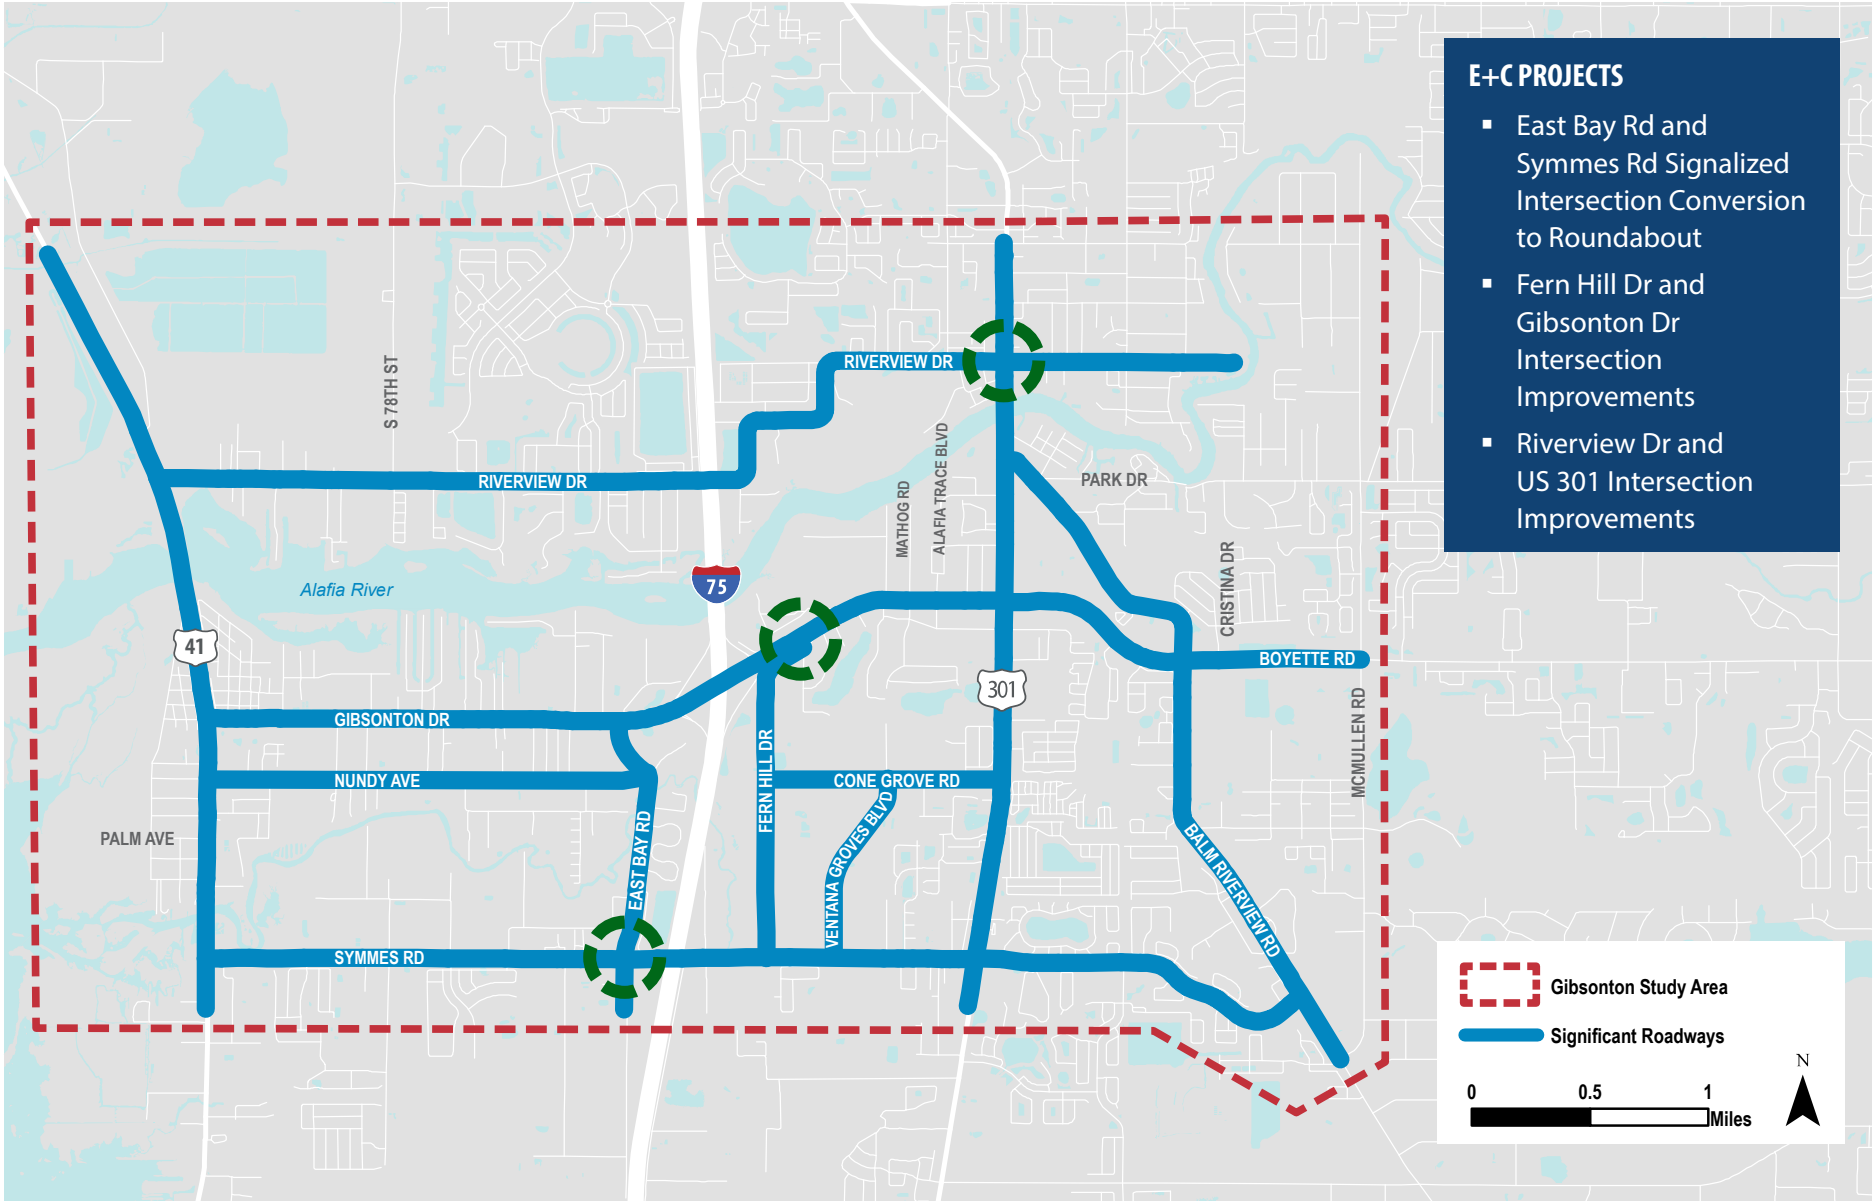 E+C PROJECTS
▪ East Bay Rd and
Symmes Rd Signalized
Intersection Conversion
to Roundabout
▪ Fern Hill Dr and
Gibsonton Dr
Intersection
Improvements
▪ Riverview Dr and
US 301 Intersection
Improvements
S 78TH ST
RIVERVIEW DR
RIVERVIEW DR
MATHOG RD
ALAFIA TRACE BLVD
PARK DR
Alafia River
75
CRISTINA DR
41
BOYETTE RD
301
MCMULLEN RD
GIBSONTON DR
NUNDY AVE
FERN HILL DR
CONE GROVE RD
PALM AVE
EAST BAY RD
VENTANA GROVES BLVD
BALM RIVERVIEW RD
SYMMES RD
Gibsonton Study Area
Significant Roadways
N
0 0.5 1
Miles